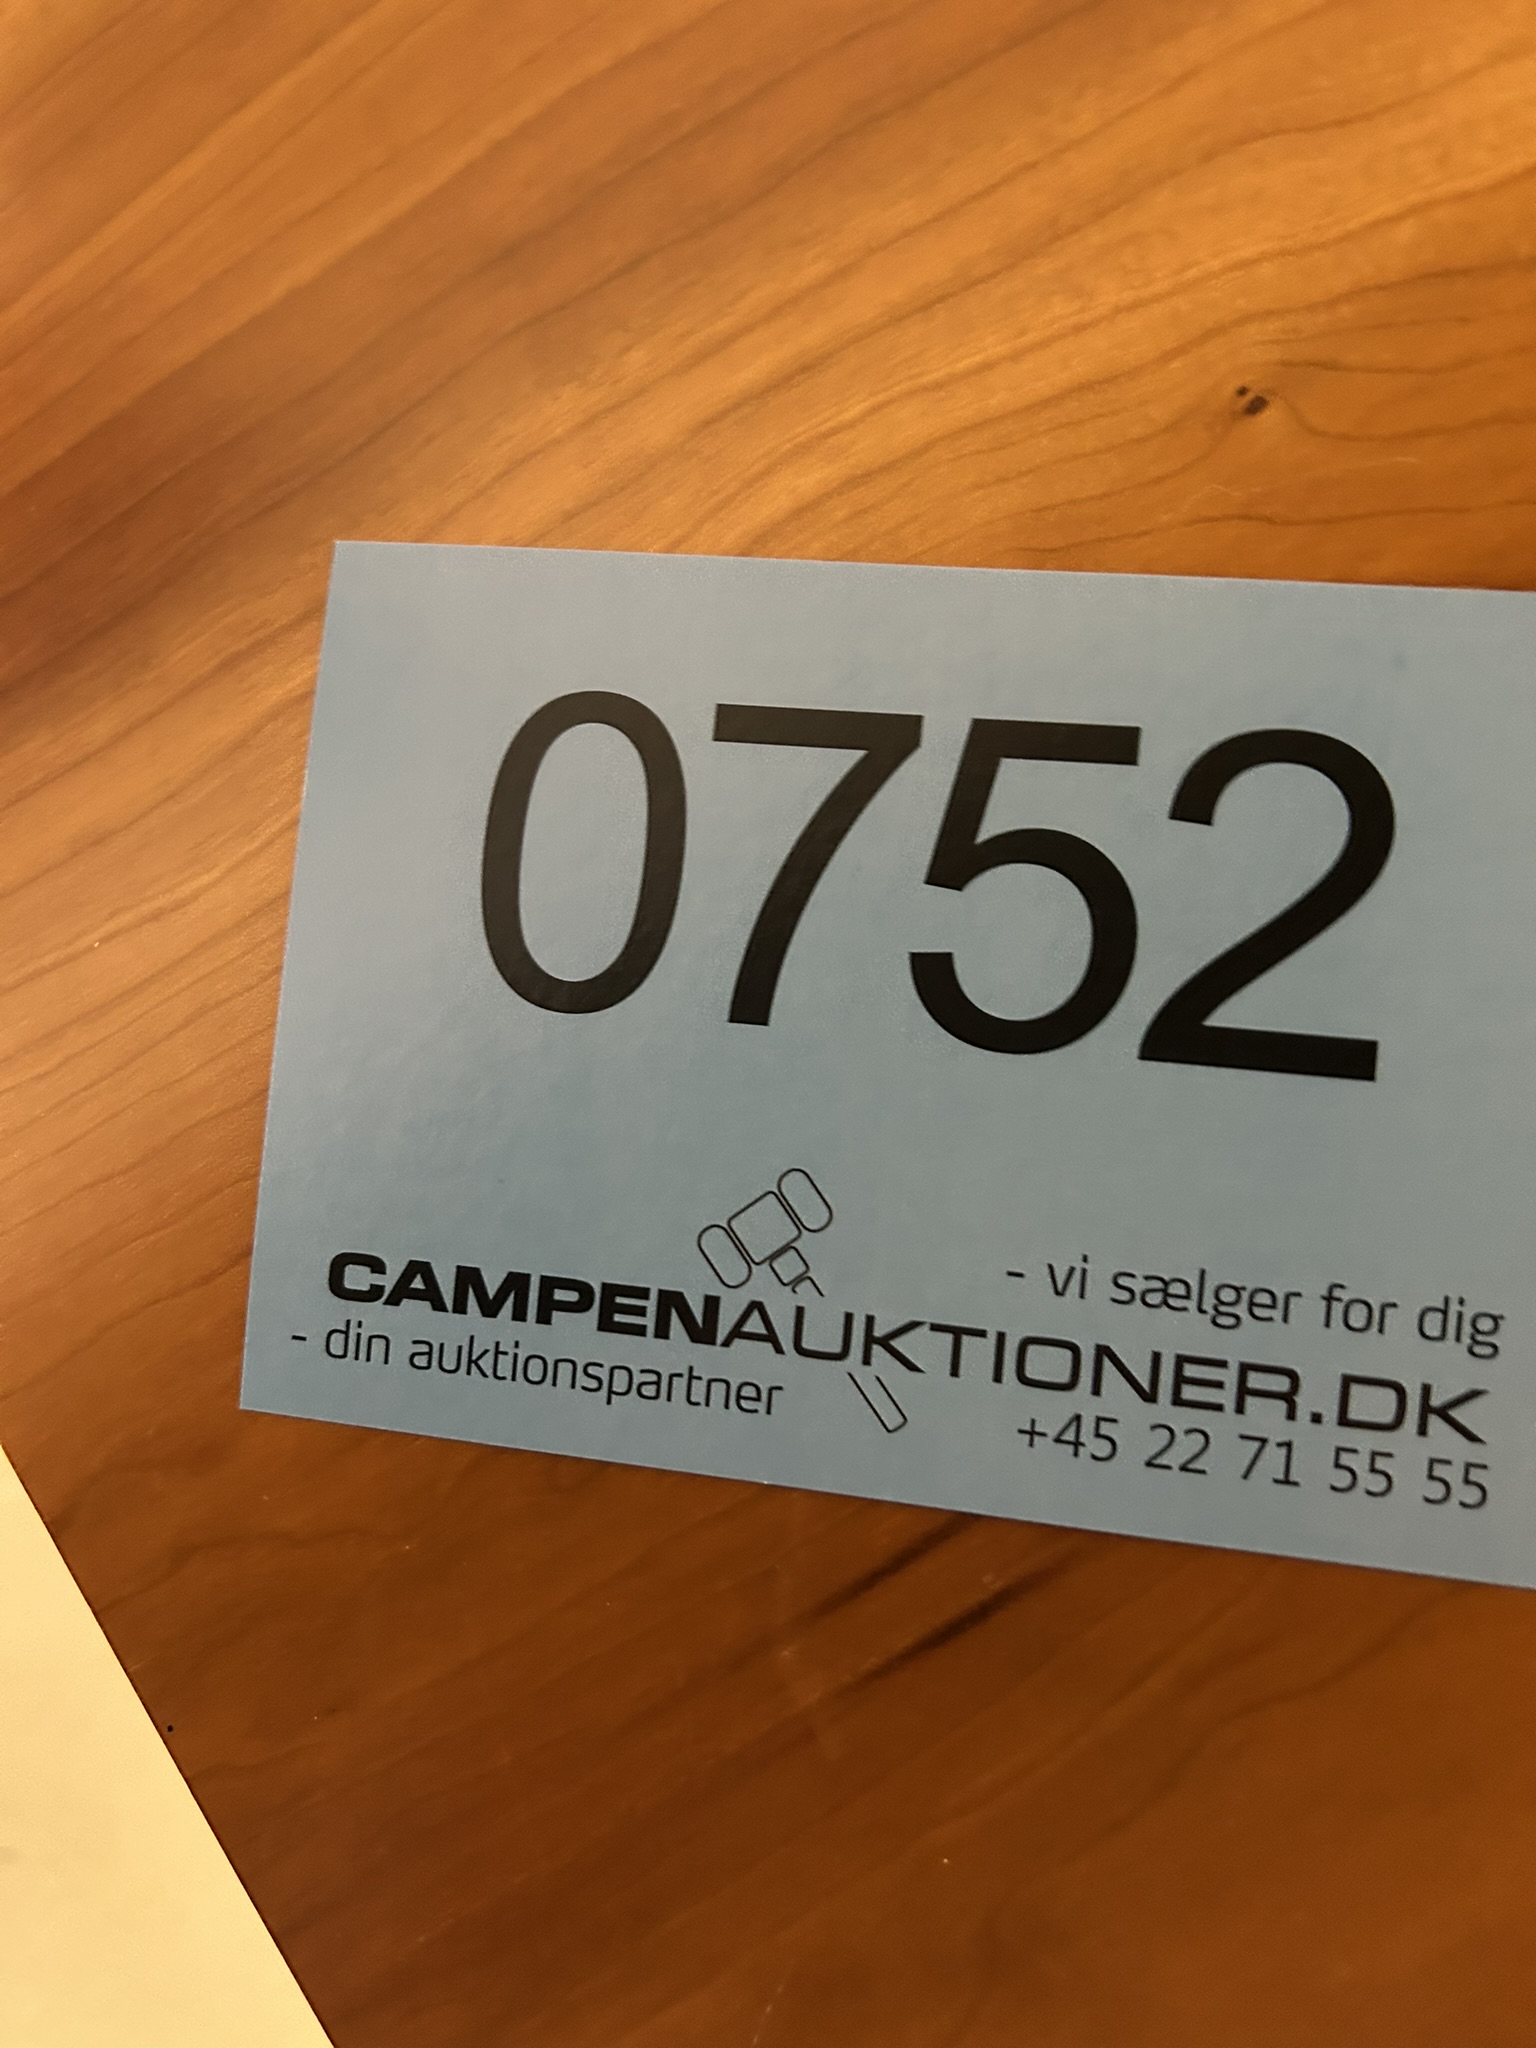 0752
- vi sælger for dig
CAMPENAUKTIONER.DK
- din auktionspartner
+45 22 71 55 55